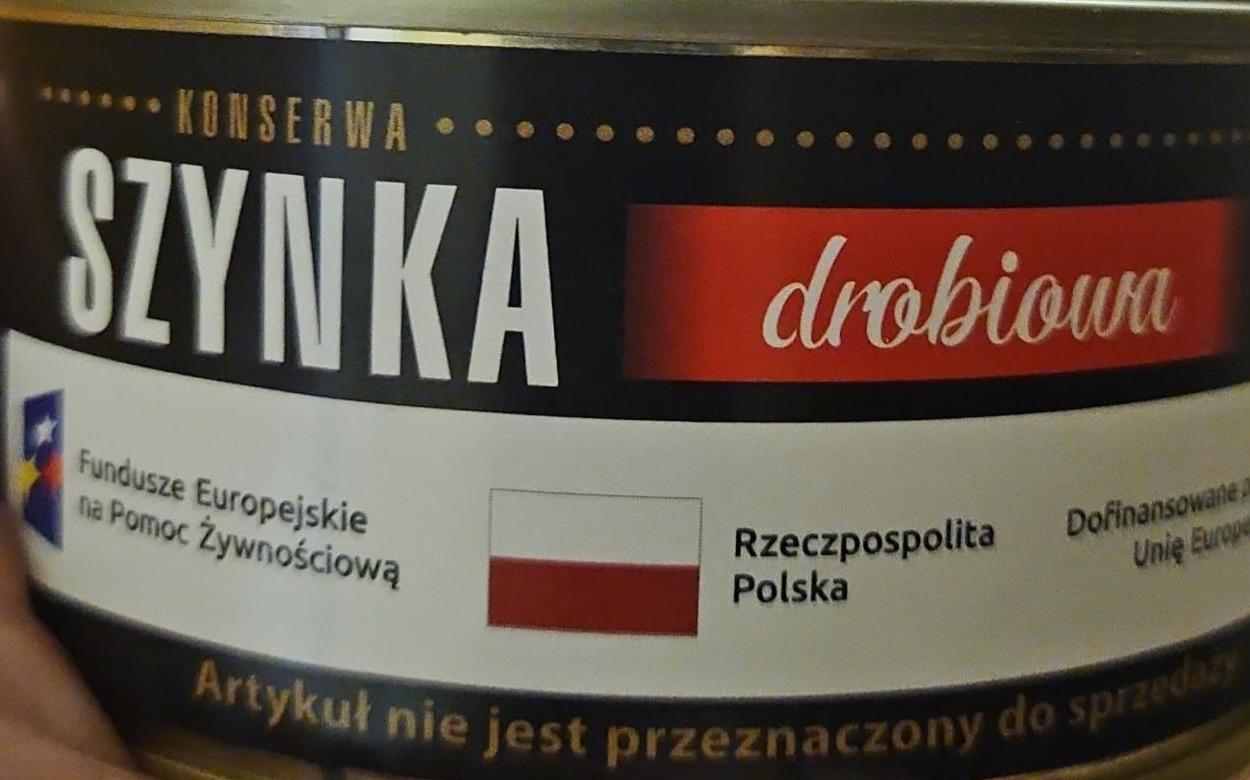 KONSERWA
SZYNKA
drobiowa
Fundusze Europejskie
na Pomoc Żywnościową
Rzeczpospolita
Polska
Dofinansowane
Unię
Artykuł nie jest przeznaczony do sprzedaży